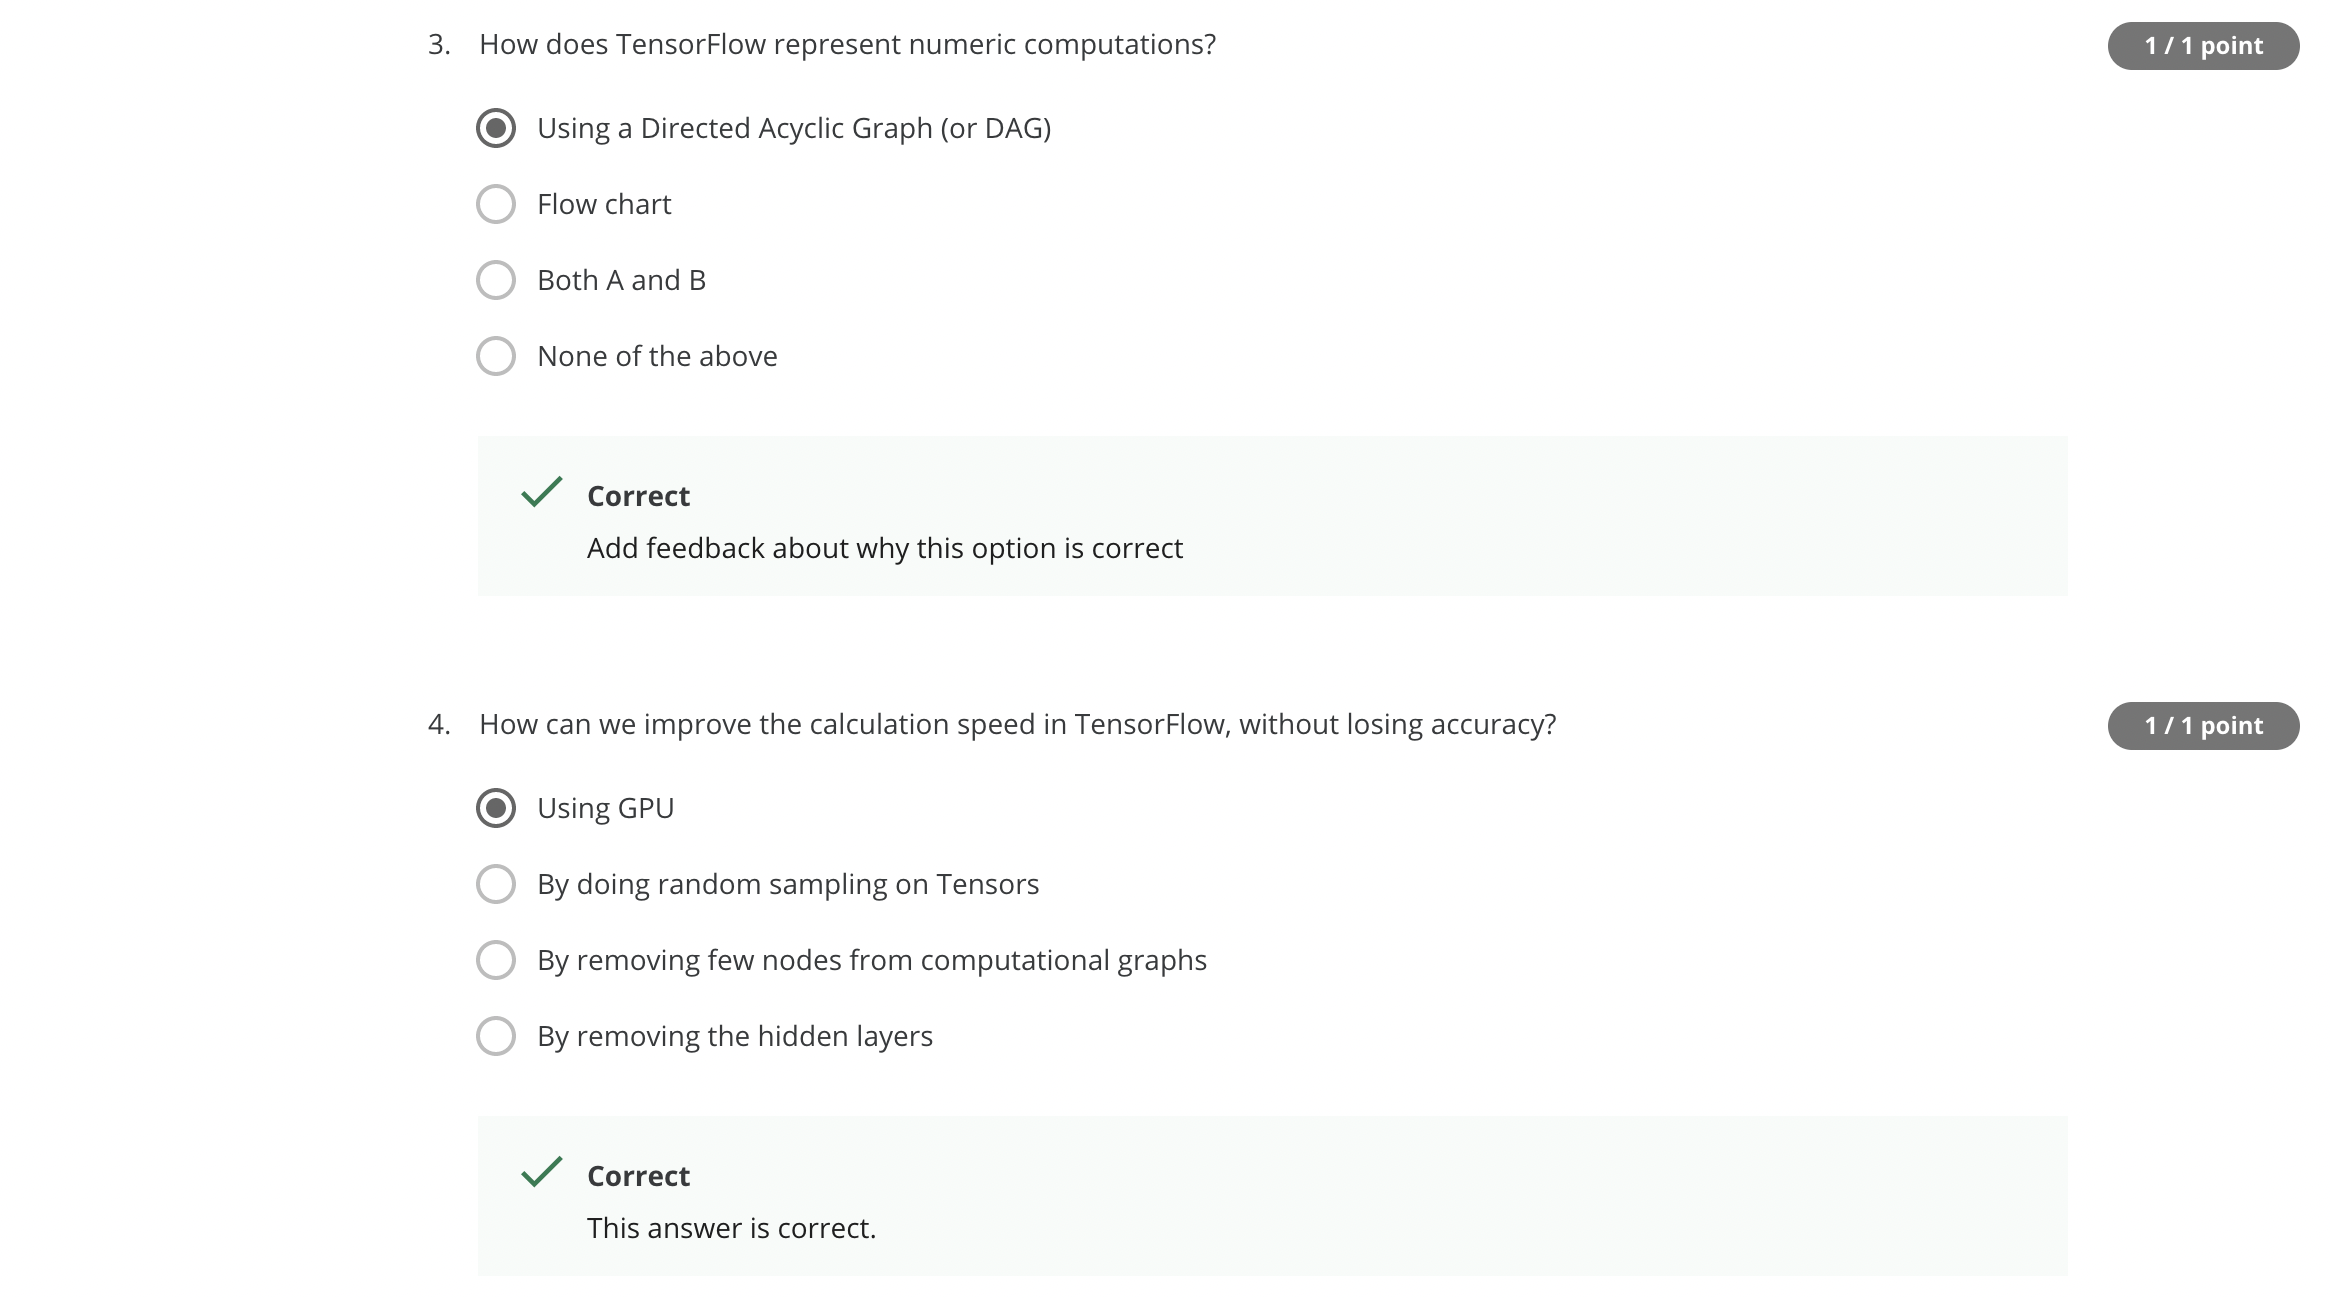 3. How does TensorFlow represent numeric computations?
1 / 1 point
Using a Directed Acyclic Graph (or DAG)
Flow chart
Both A and B
None of the above
Correct
Add feedback about why this option is correct
4. How can we improve the calculation speed in TensorFlow, without losing accuracy?
1 / 1 point
Using GPU
By doing random sampling on Tensors
By removing few nodes from computational graphs
By removing the hidden layers
Correct
This answer is correct.